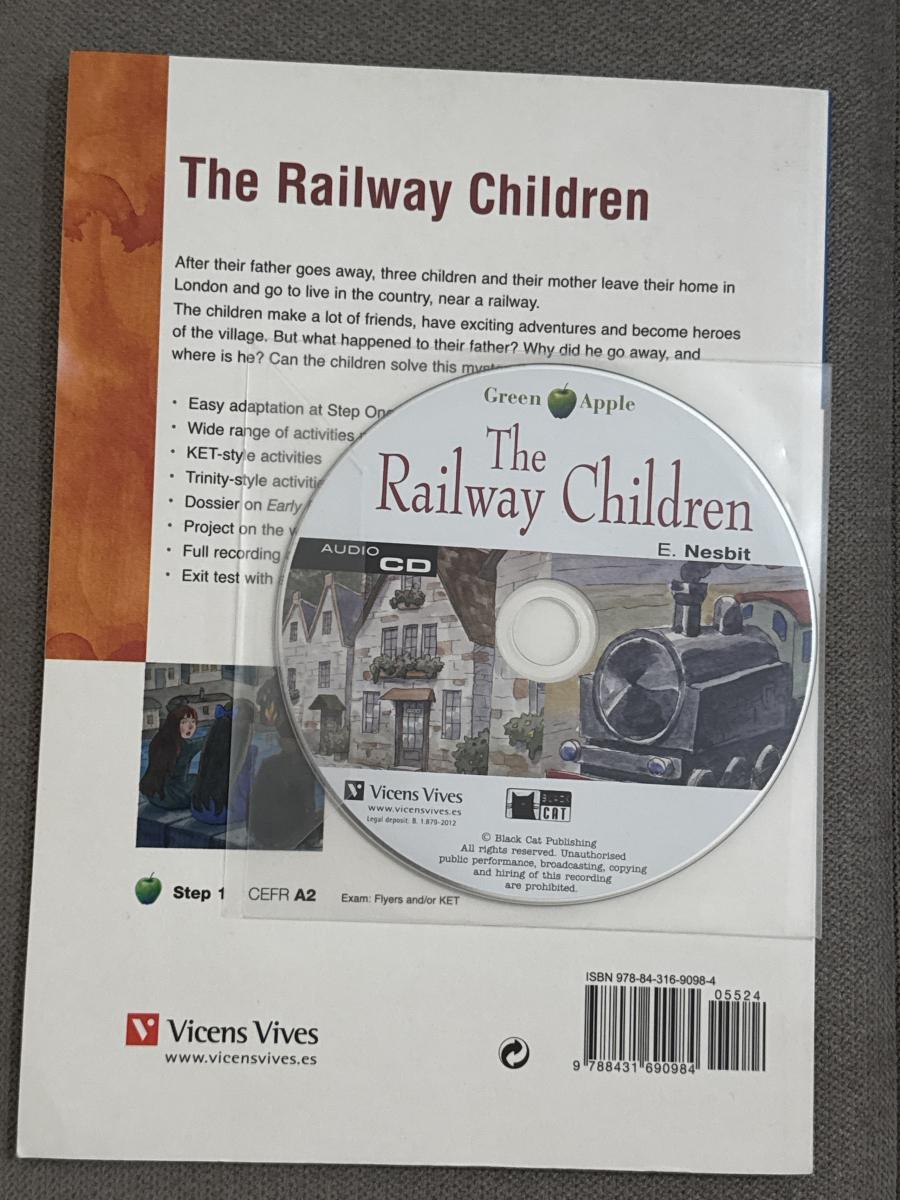 The Railway Children
After their father goes away, three children and their mother leave their home in
London and go to live in the country, near a railway.
The children make a lot of friends, have exciting adventures and become heroes
of the village. But what happened to their father? Why did he go away, and
where is he? Can the children solve this
• Easy adaptation at Step One
• Wide range of activities
• KET-style activities
• Trinity-style
• Dossier on Early
• Project on the
• Full recording
• Exit test with
Green Apple
The
Railway Children
E. Nesbit
AUDIO
CD
Vicens Vives
www.vicensvives.es
Legal deposit: B. 1.879-2012
BLACK
CAT
© Black Cat Publishing
All rights reserved. Unauthorised
public performance, broadcasting, copying
and hiring of this recording
are prohibited.
Step 1 CEFR A2 Exam: Flyers and/or KET
Vicens Vives
www.vicensvives.es
ISBN 978-84-316-9098-4
05524
9 788431 690984